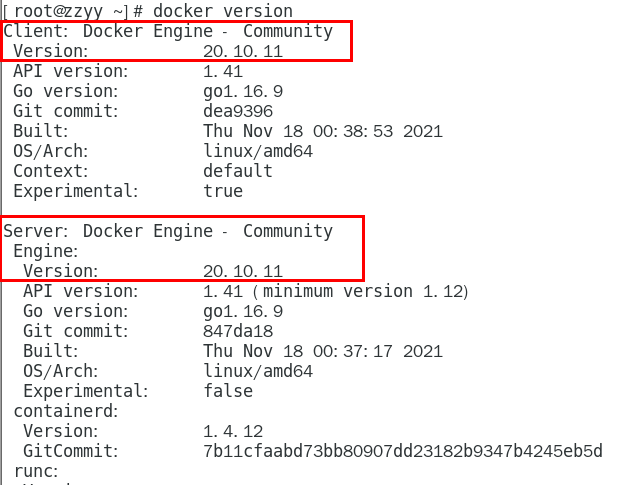 [root@zzyy ~]# docker version
Client: Docker Engine - Community
Version: 20.10.11
API version: 1.41
Go version: go1.16.9
Git commit: dea9396
Built: Thu Nov 18 00:38:53 2021
OS/Arch: linux/amd64
Context: default
Experimental: true
Server: Docker Engine - Community
Engine:
Version: 20.10.11
API version: 1.41 (minimum version 1.12)
Go version: go1.16.9
Git commit: 847da18
Built: Thu Nov 18 00:37:17 2021
OS/Arch: linux/amd64
Experimental: false
containerd:
Version: 1.4.12
GitCommit: 7b11cfaabd73bb80907dd23182b9347b4245eb5d
runc: